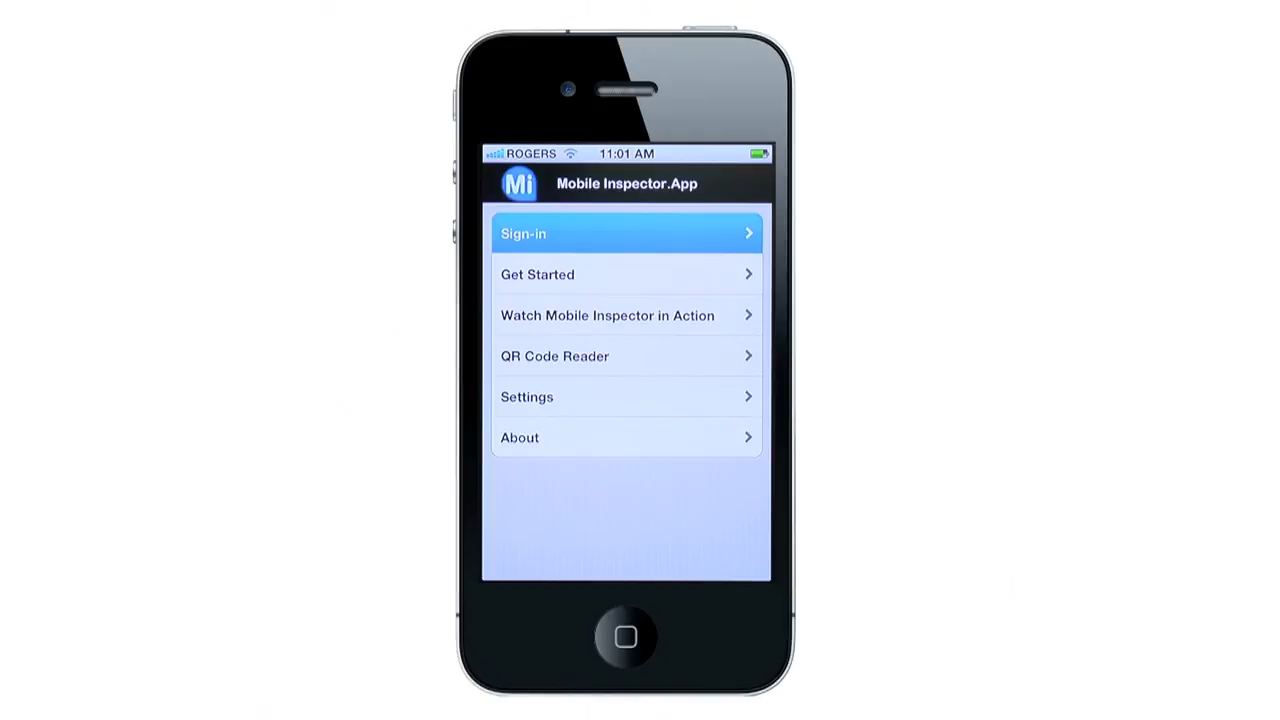 ROGERS 11:01 AM
Mi Mobile Inspector.App
Sign-in
Get Started
Watch Mobile Inspector in Action
QR Code Reader
Settings
About